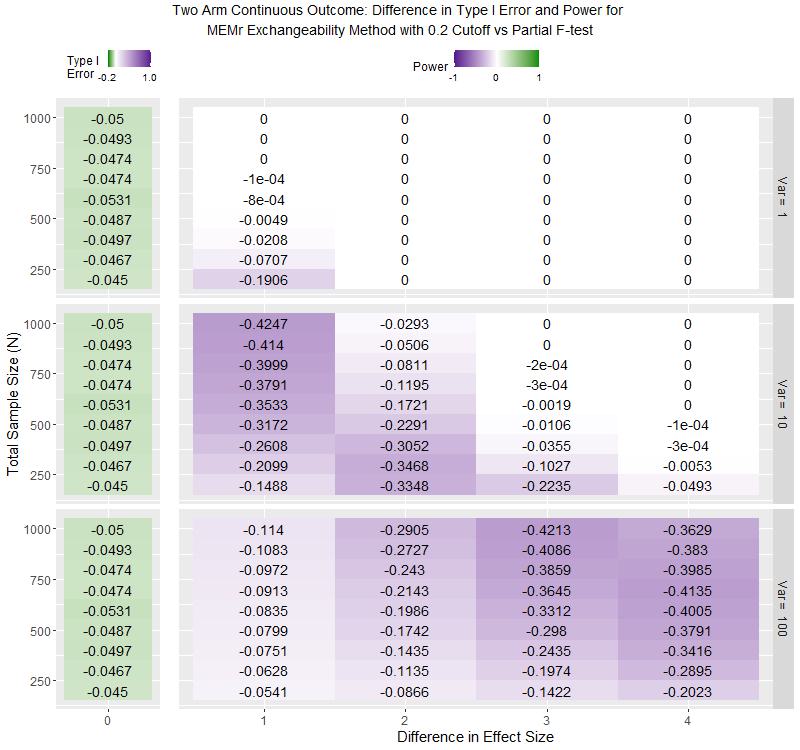 Two Arm Continuous Outcome: Difference in Type I Error and Power for
MEMr Exchangeability Method with 0.2 Cutoff vs Partial F-test
Type I
Error -0.2 1.0
Power -1 0 1
Total Sample Size (N)
1000 -0.05 0 0 0 0
-0.0493 0 0 0 0
-0.0474 0 0 0 0
750 -0.0474 -1e-04 0 0 0
-0.0531 -8e-04 0 0 0
500 -0.0487 -0.0049 0 0 0
-0.0497 -0.0208 0 0 0
-0.0467 -0.0707 0 0 0
250 -0.045 -0.1906 0 0 0
Var = 1
1000 -0.05 -0.4247 -0.0293 0 0
-0.0493 -0.414 -0.0506 0 0
-0.0474 -0.3999 -0.0811 -2e-04 0
750 -0.0474 -0.3791 -0.1195 -3e-04 0
-0.0531 -0.3533 -0.1721 -0.0019 0
500 -0.0487 -0.3172 -0.2291 -0.0106 -1e-04
-0.0497 -0.2608 -0.3052 -0.0355 -3e-04
-0.0467 -0.2099 -0.3468 -0.1027 -0.0053
250 -0.045 -0.1488 -0.3348 -0.2235 -0.0493
Var = 10
1000 -0.05 -0.114 -0.2905 -0.4213 -0.3629
-0.0493 -0.1083 -0.2727 -0.4086 -0.383
-0.0474 -0.0972 -0.243 -0.3859 -0.3985
750 -0.0474 -0.0913 -0.2143 -0.3645 -0.4135
-0.0531 -0.0835 -0.1986 -0.3312 -0.4005
500 -0.0487 -0.0799 -0.1742 -0.298 -0.3791
-0.0497 -0.0751 -0.1435 -0.2435 -0.3416
-0.0467 -0.0628 -0.1135 -0.1974 -0.2895
250 -0.045 -0.0541 -0.0866 -0.1422 -0.2023
Var = 100
0 1 2 3 4
Difference in Effect Size